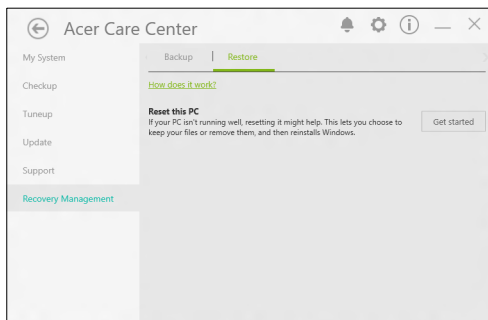 Acer Care Center
My System
Checkup
Tuneup
Update
Support
Recovery Management
Backup | Restore
How does it work?
Reset this PC
If your PC isn't running well, resetting it might help. This lets you choose to
keep your files or remove them, and then reinstalls Windows.
Get started